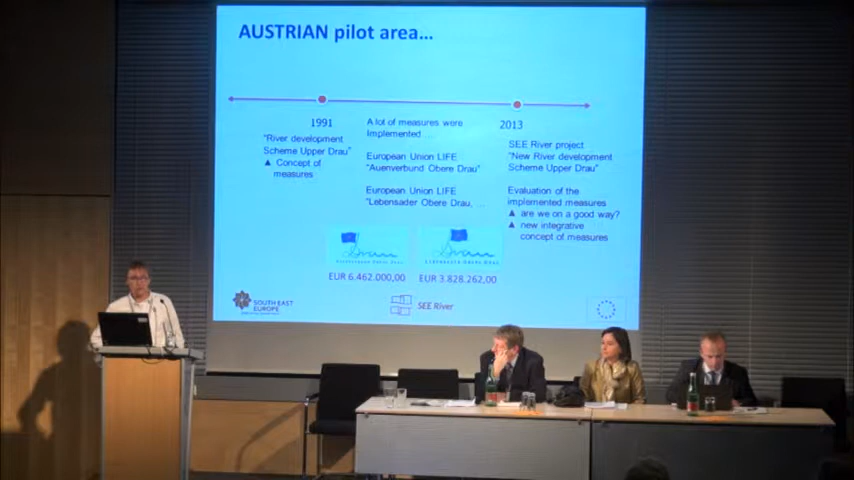 AUSTRIAN pilot area...
1991
"River development
Scheme Upper Drau"
▲ Concept of
measures
A lot of measures were
Implemented ...
European Union LIFE
"Auenverbund Obere Drau"
European Union LIFE
"Lebensader Obere Drau, ...
2013
SEE River project
"New River development
Scheme Upper Drau"
Evaluation of the
implemented measures
▲ are we on a good way?
▲ new integrative
concept of measures
EUR 6.462.000,00
EUR 3.828.262,00
SOUTH EAST
EUROPE
SEE River